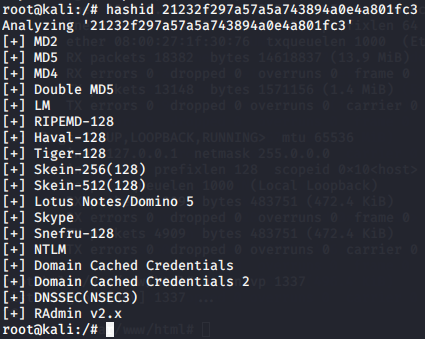 root@kali:/# hashid 21232f297a57a5a743894a0e4a801fc3
Analyzing '21232f297a57a5a743894a0e4a801fc3'
[+] MD2
[+] MD5
[+] MD4
[+] Double MD5
[+] LM
[+] RIPEMD-128
[+] Haval-128
[+] Tiger-128
[+] Skein-256(128)
[+] Skein-512(128)
[+] Lotus Notes/Domino 5
[+] Skype
[+] Snefru-128
[+] NTLM
[+] Domain Cached Credentials
[+] Domain Cached Credentials 2
[+] DNSSEC(NSEC3)
[+] RAdmin v2.x
root@kali:/#